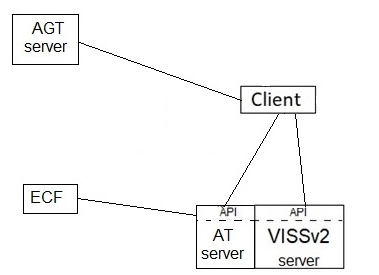 AGT
server
Client
ECF
API API
AT VISSv2
server server